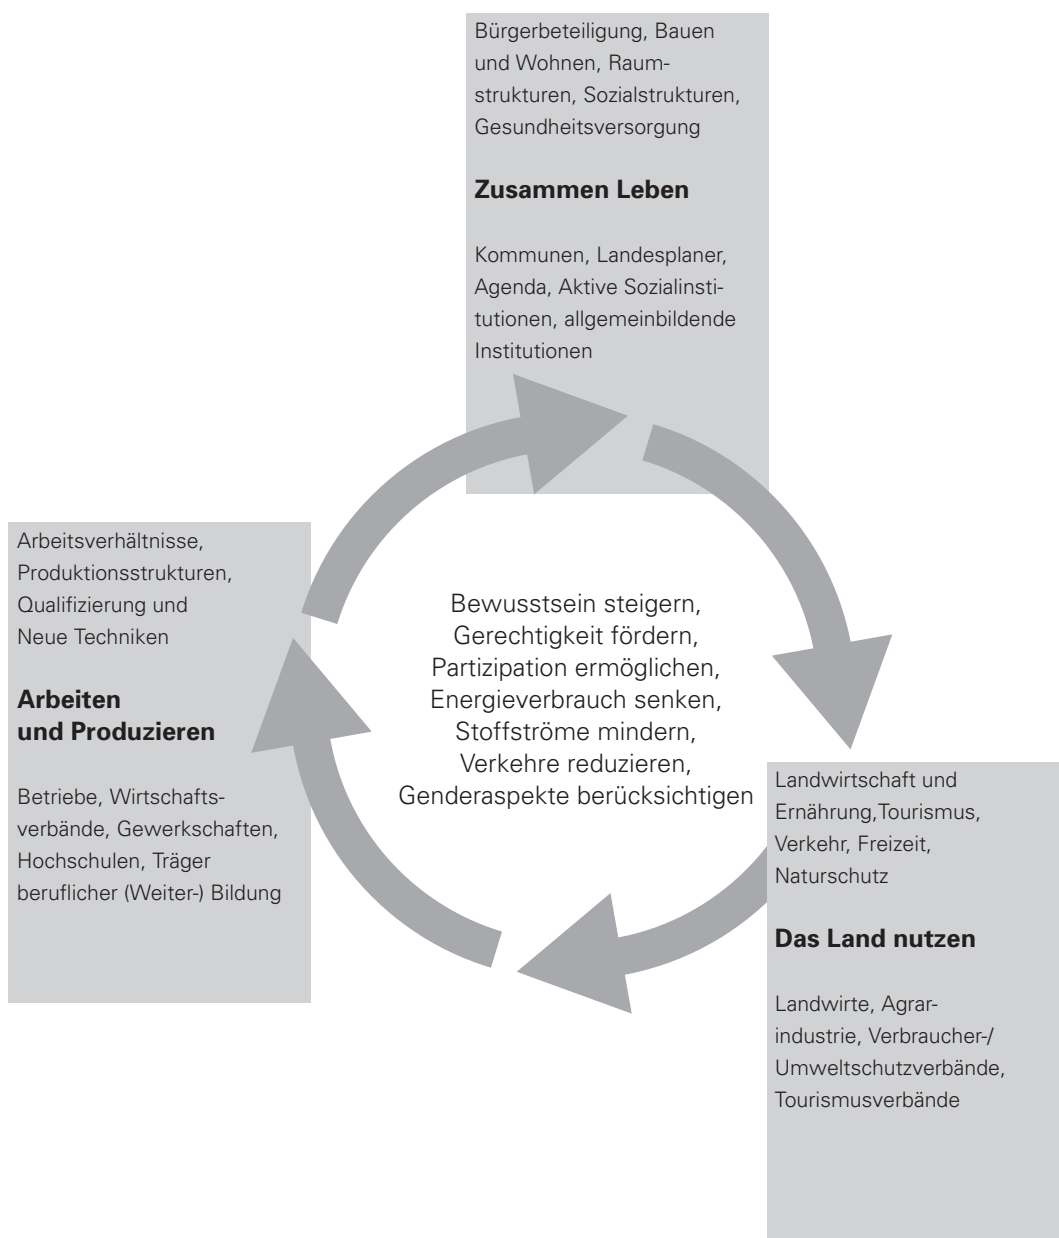 Bürgerbeteiligung, Bauen
und Wohnen, Raum-
strukturen, Sozialstrukturen,
Gesundheitsversorgung
Zusammen Leben
Kommunen, Landesplaner,
Agenda, Aktive Sozialinsti-
tutionen, allgemeinbildende
Institutionen
Arbeitsverhältnisse,
Produktionsstrukturen,
Qualifizierung und
Neue Techniken
Arbeiten
und Produzieren
Betriebe, Wirtschafts-
verbände, Gewerkschaften,
Hochschulen, Träger
beruflicher (Weiter-) Bildung
Bewusstsein steigern,
Gerechtigkeit fördern,
Partizipation ermöglichen,
Energieverbrauch senken,
Stoffströme mindern,
Verkehre reduzieren,
Genderaspekte berücksichtigen
Landwirtschaft und
Ernährung,Tourismus,
Verkehr, Freizeit,
Naturschutz
Das Land nutzen
Landwirte, Agrar-
industrie, Verbraucher-/
Umweltschutzverbände,
Tourismusverbände